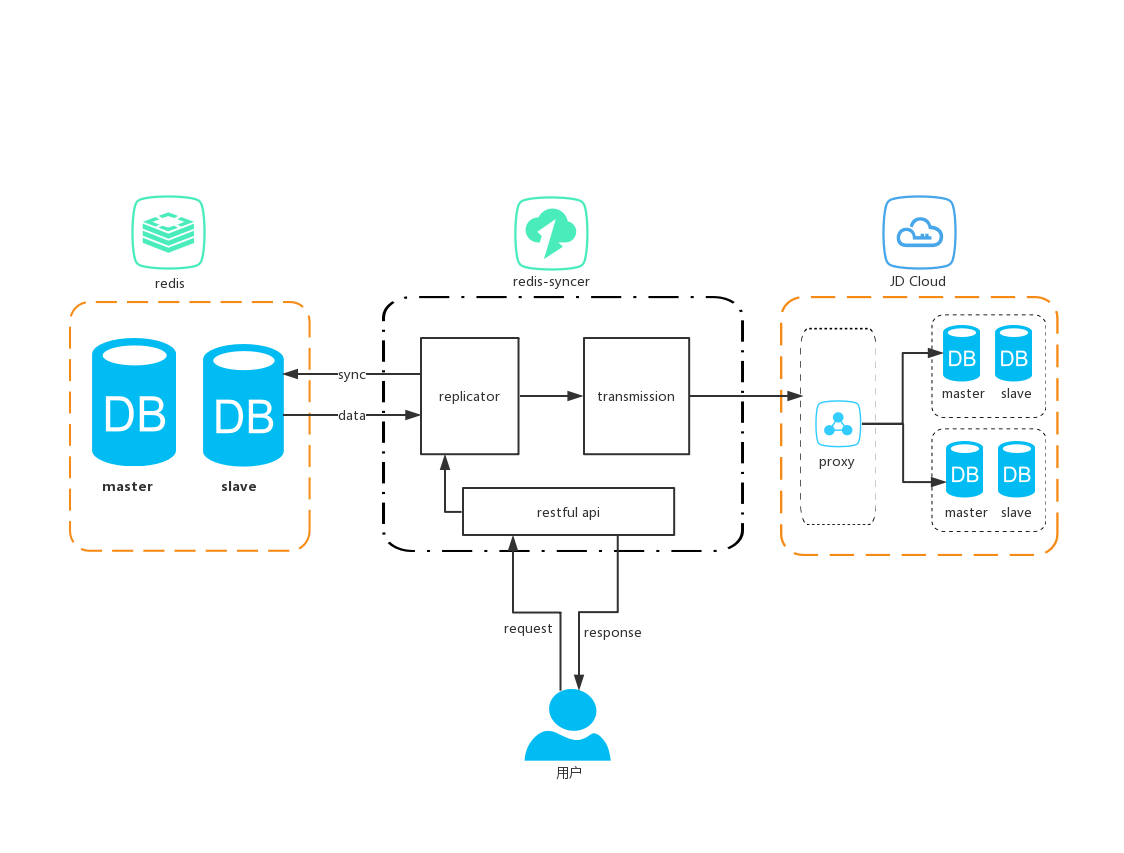 redis
redis-syncer
JD Cloud
DB
DB
master
slave
sync
data
replicator
transmission
restful api
proxy
DB
DB
master
slave
DB
DB
master
slave
request
response
用户